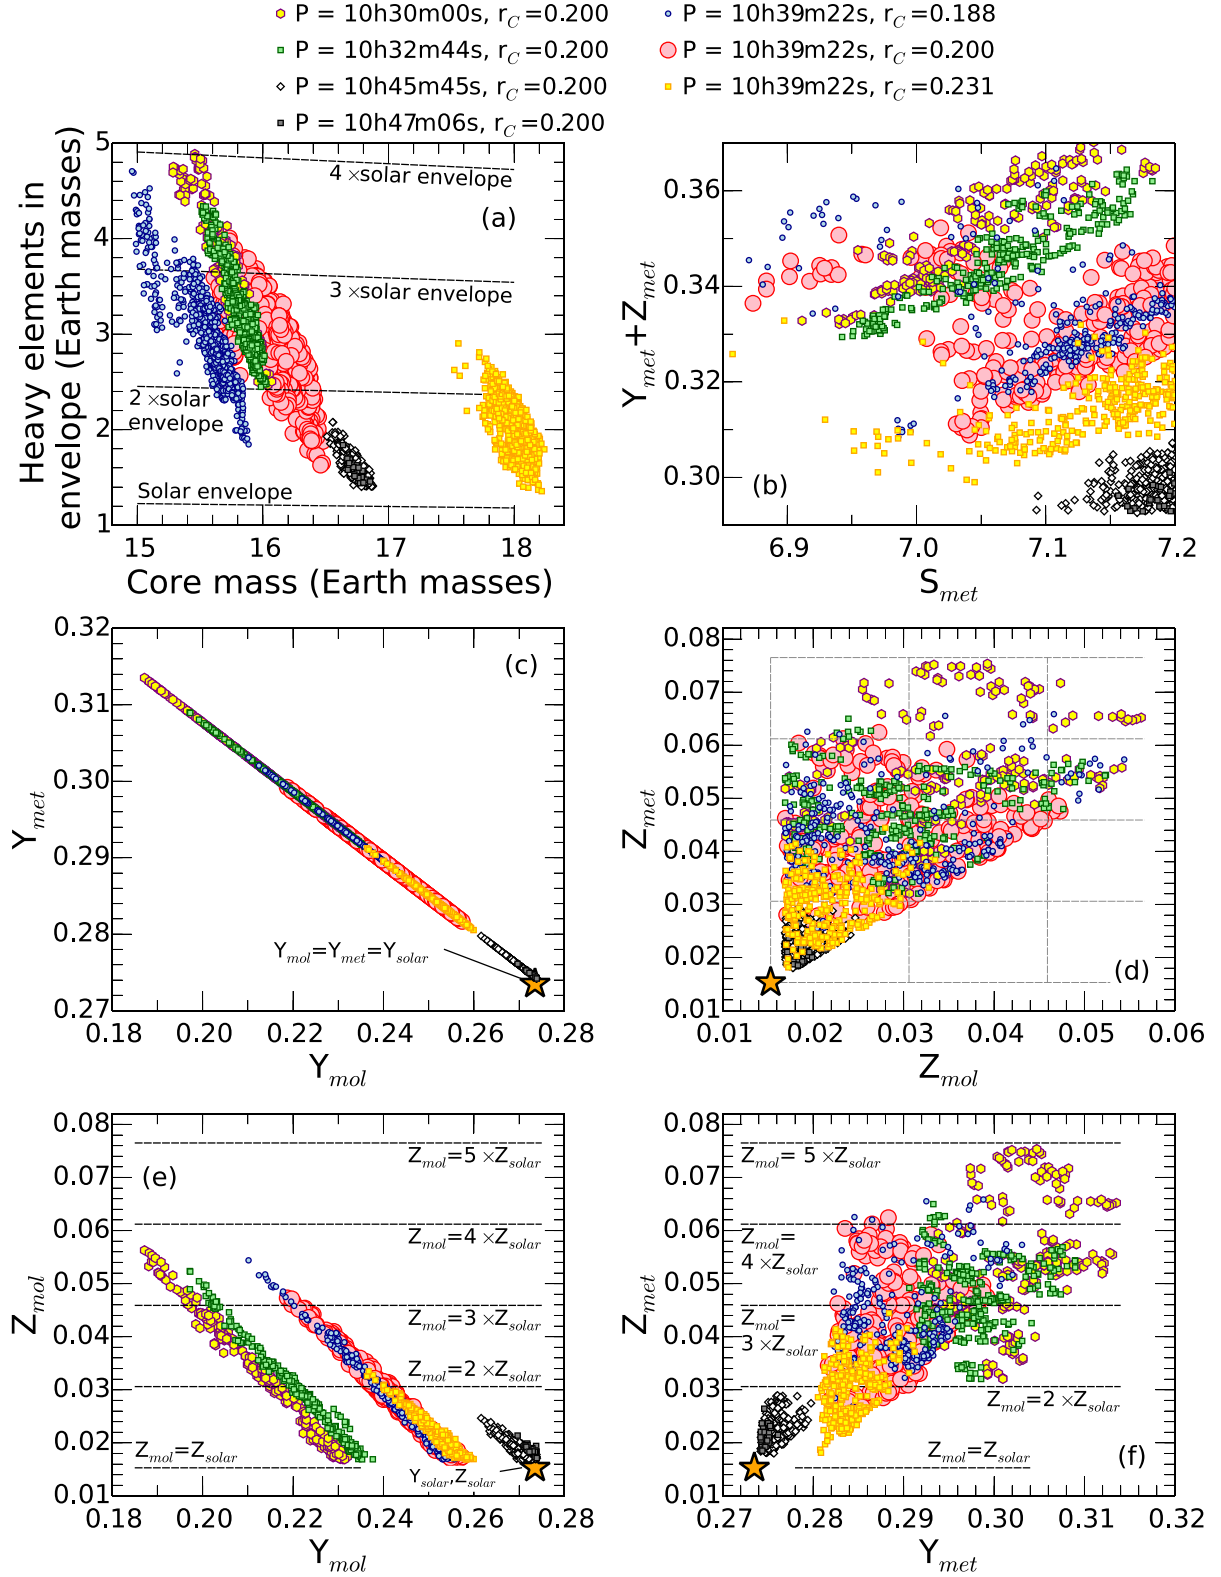 P = 10h30m00s, r_C=0.200
P = 10h32m44s, r_C=0.200
P = 10h45m45s, r_C=0.200
P = 10h47m06s, r_C=0.200
P = 10h39m22s, r_C=0.188
P = 10h39m22s, r_C=0.200
P = 10h39m22s, r_C=0.231
Heavy elements in
envelope (Earth masses)
5
4
3
2
1
4 ×solar envelope
(a)
3 ×solar envelope
2 ×solar
envelope
Solar envelope
15 16 17 18
Core mass (Earth masses)
Y_met+Z_met
0.36
0.34
0.32
0.30
(b)
6.9 7.0 7.1 7.2
S_met
Y_met
0.32
0.31
0.30
0.29
0.28
0.27
(c)
Y_mol=Y_met=Y_solar
0.18 0.20 0.22 0.24 0.26 0.28
Y_mol
Z_met
0.08
0.07
0.06
0.05
0.04
0.03
0.02
0.01
(d)
0.01 0.02 0.03 0.04 0.05 0.06
Z_mol
Z_mol
0.08
0.07
0.06
0.05
0.04
0.03
0.02
0.01
Z_mol=5 ×Z_solar
(e)
Z_mol=4 ×Z_solar
Z_mol=3 ×Z_solar
Z_mol=2 ×Z_solar
Z_mol=Z_solar
Y_solar,Z_solar
0.18 0.20 0.22 0.24 0.26 0.28
Y_mol
Z_met
0.08
0.07
0.06
0.05
0.04
0.03
0.02
0.01
Z_mol= 5 ×Z_solar
Z_mol=
4 ×Z_solar
Z_mol=
3 ×Z_solar
Z_mol=2 ×Z_solar
Z_mol=Z_solar
(f)
0.27 0.28 0.29 0.30 0.31 0.32
Y_met